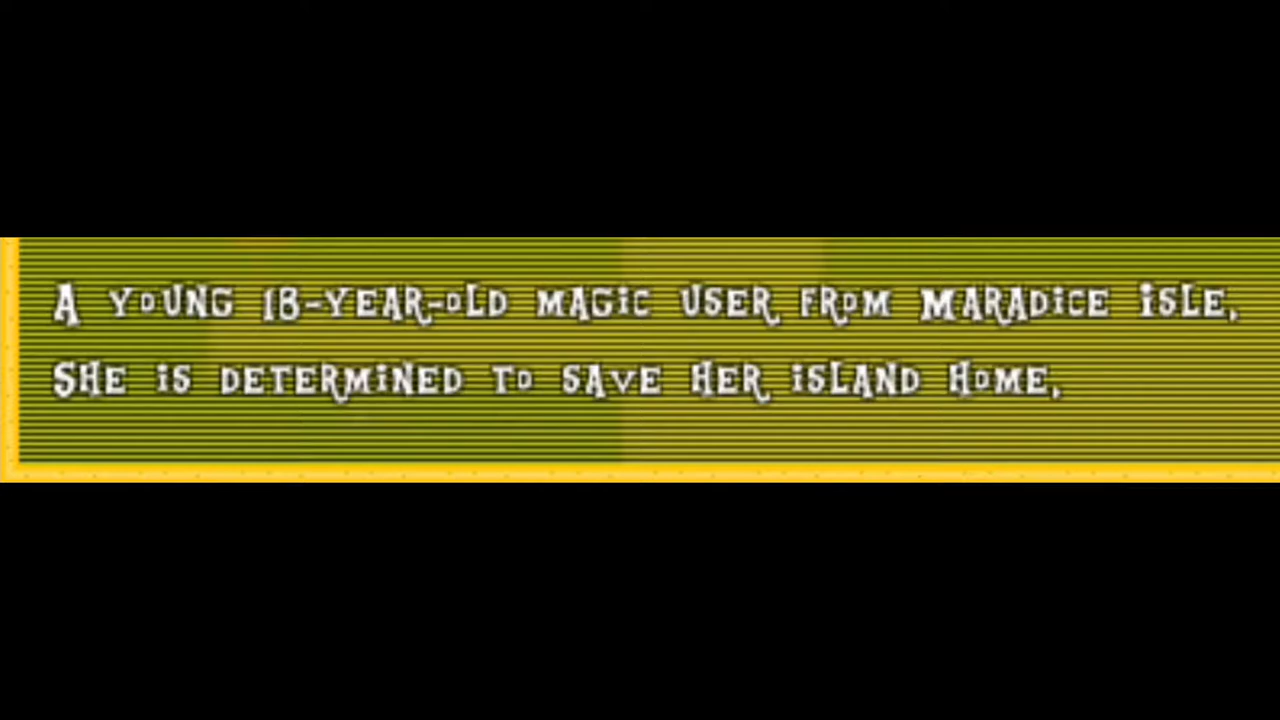 A young 18-year-old magic user from Maradice Isle.
She is determined to save her island home.